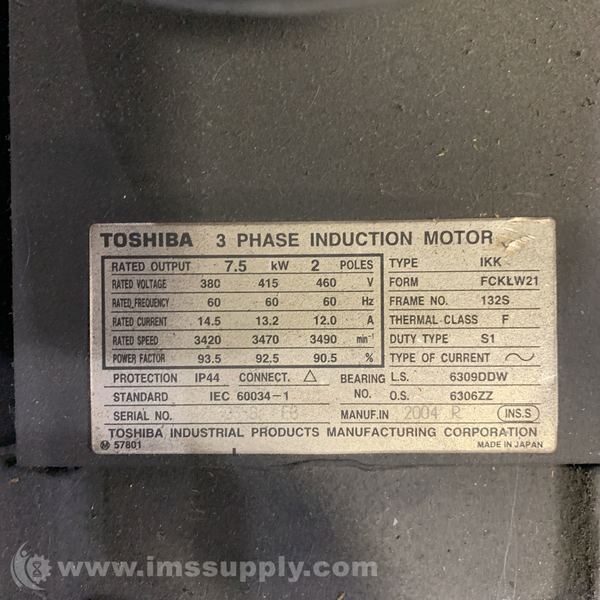 TOSHIBA 3 PHASE INDUCTION MOTOR
RATED OUTPUT 7.5 kW 2 POLES
RATED VOLTAGE 380 415 460 V
RATED FREQUENCY 60 60 60 Hz
RATED CURRENT 14.5 13.2 12.0 A
RATED SPEED 3420 3470 3490 min⁻¹
POWER FACTOR 93.5 92.5 90.5 %
TYPE IKK
FORM FCKLW21
FRAME NO. 132S
THERMAL CLASS F
DUTY TYPE S1
TYPE OF CURRENT ~
PROTECTION IP44 CONNECT. △
STANDARD IEC 60034-1
BEARING NO. L.S. 6309DDW
O.S. 6306ZZ
SERIAL NO. MANUF.IN 2004 R INS.S
TOSHIBA INDUSTRIAL PRODUCTS MANUFACTURING CORPORATION
M 57801 MADE IN JAPAN
www.imssupply.com